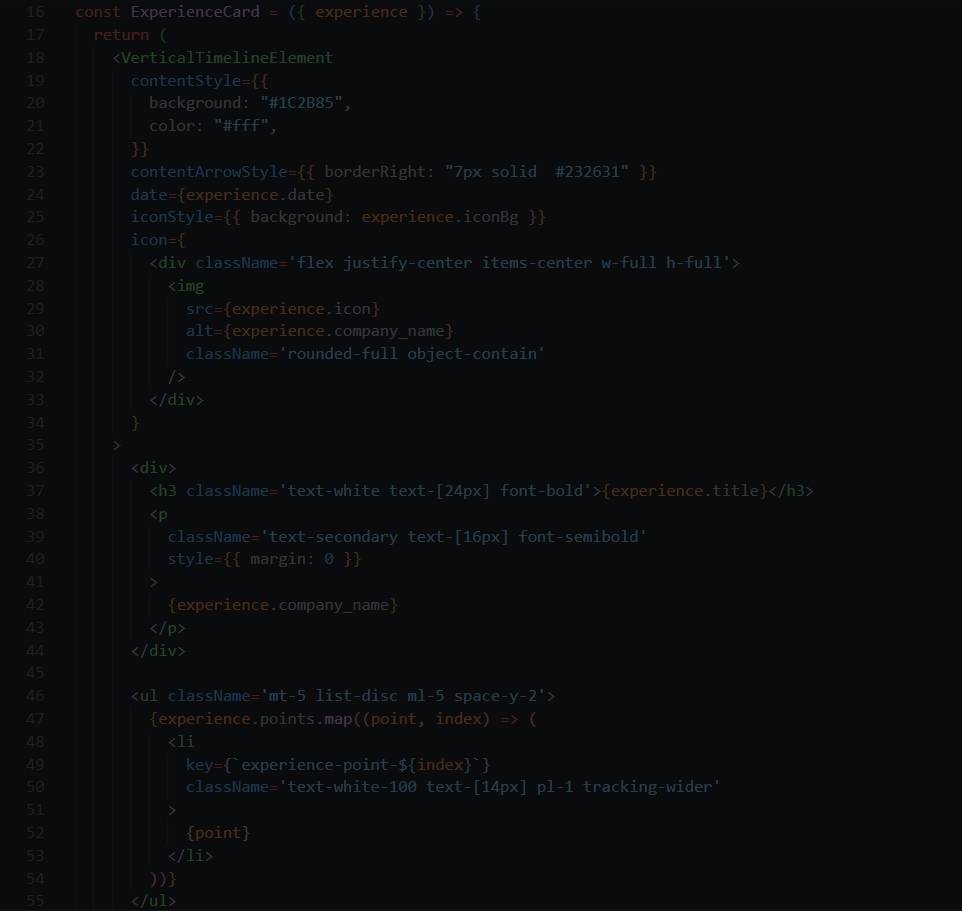 16 const ExperienceCard = ({ experience }) => {
17   return (
18     <VerticalTimelineElement
19       contentStyle={{
20         background: "#1C2B85",
21         color: "#fff",
22       }}
23       contentArrowStyle={{ borderRight: "7px solid  #232631" }}
24       date={experience.date}
25       iconStyle={{ background: experience.iconBg }}
26       icon={
27         <div className='flex justify-center items-center w-full h-full'>
28           <img
29             src={experience.icon}
30             alt={experience.company_name}
31             className='rounded-full object-contain'
32           />
33         </div>
34       }
35     >
36       <div>
37         <h3 className='text-white text-[24px] font-bold'>{experience.title}</h3>
38         <p
39           className='text-secondary text-[16px] font-semibold'
40           style={{ margin: 0 }}
41         >
42           {experience.company_name}
43         </p>
44       </div>
45
46       <ul className='mt-5 list-disc ml-5 space-y-2'>
47         {experience.points.map((point, index) => (
48           <li
49             key={`experience-point-${index}`}
50             className='text-white-100 text-[14px] pl-1 tracking-wider'
51           >
52             {point}
53           </li>
54         ))}
55       </ul>